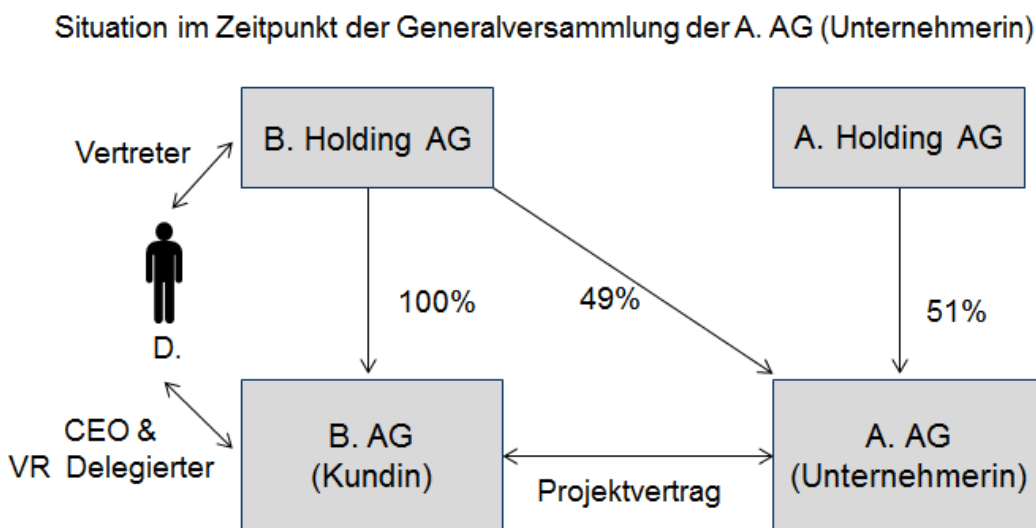 Situation im Zeitpunkt der Generalversammlung der A. AG (Unternehmerin)
B. Holding AG
A. Holding AG
Vertreter
100%
49%
51%
D.
CEO &
VR Delegierter
B. AG
(Kundin)
A. AG
(Unternehmerin)
Projektvertrag